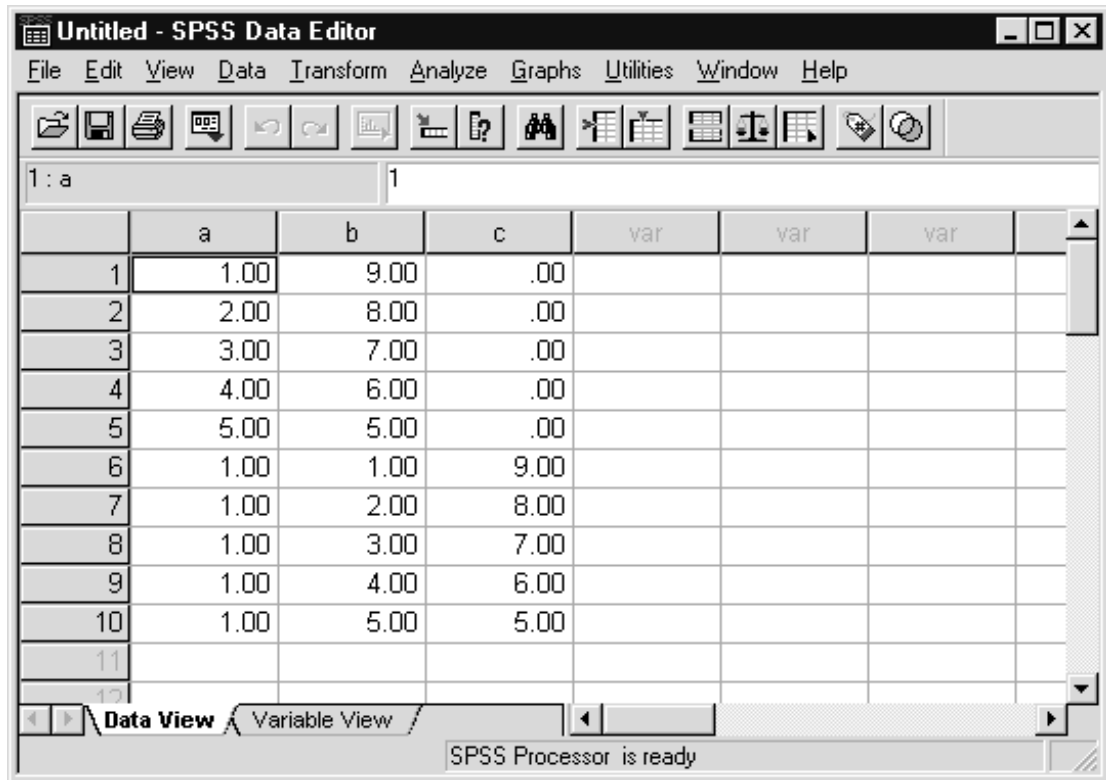 Untitled - SPSS Data Editor
File Edit View Data Transform Analyze Graphs Utilities Window Help
1 : a 1
a b c var var var
1 1.00 9.00 .00
2 2.00 8.00 .00
3 3.00 7.00 .00
4 4.00 6.00 .00
5 5.00 5.00 .00
6 1.00 1.00 9.00
7 1.00 2.00 8.00
8 1.00 3.00 7.00
9 1.00 4.00 6.00
10 1.00 5.00 5.00
11
12
Data View Variable View
SPSS Processor is ready